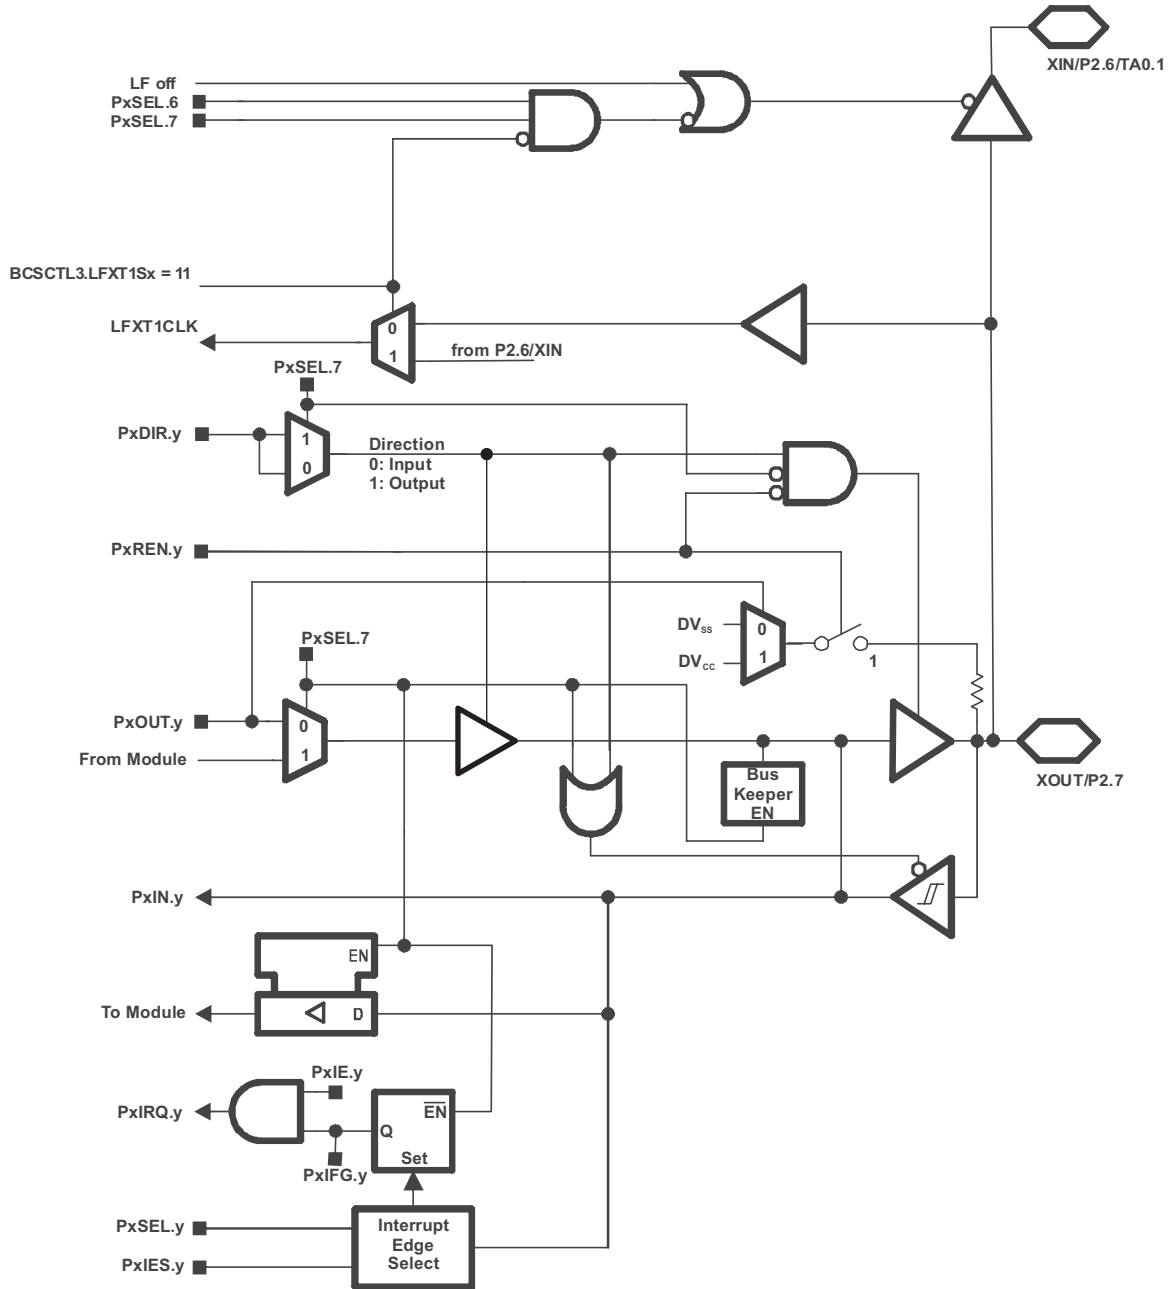 XIN/P2.6/TA0.1
LF off
PxSEL.6
PxSEL.7
BCSCTL3.LFXT1Sx = 11
LFXT1CLK
0
1
from P2.6/XIN
PxSEL.7
PxDIR.y
1
0
Direction
0: Input
1: Output
PxREN.y
DVss
0
DVcc
1
1
PxSEL.7
PxOUT.y
0
From Module
1
Bus
Keeper
EN
XOUT/P2.7
PxIN.y
EN
To Module
D
PxIE.y
PxIRQ.y
EN
Q
Set
PxIFG.y
PxSEL.y
PxIES.y
Interrupt
Edge
Select